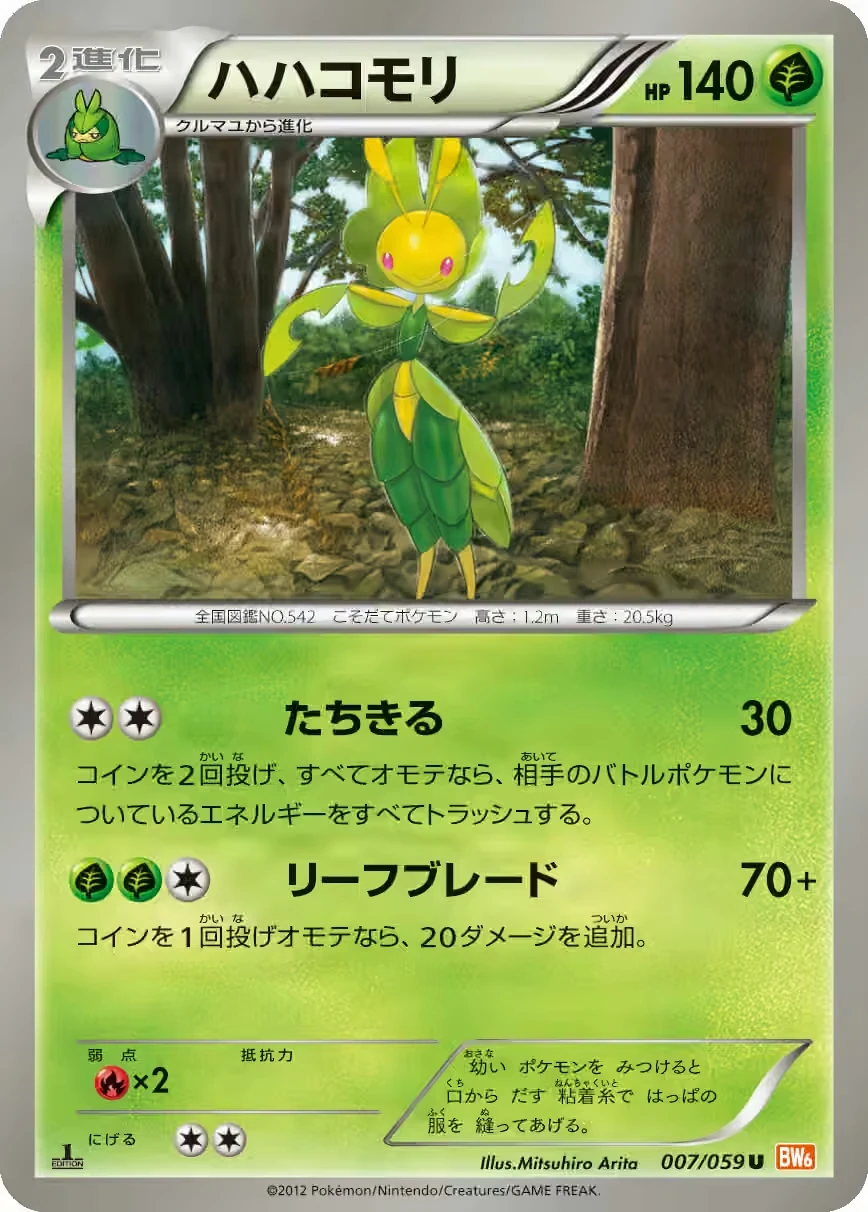 2進化
ハハコモリ
HP 140
クルマユから進化
全国図鑑NO.542 こそだてポケモン 高さ：1.2m 重さ：20.5kg
たちきる 30
コインを2回投げ、すべてオモテなら、相手のバトルポケモンに
ついているエネルギーをすべてトラッシュする。
リーフブレード 70+
コインを1回投げオモテなら、20ダメージを追加。
弱点 抵抗力
×2
にげる
幼い ポケモンを みつけると
口から だす 粘着糸で はっぱの
服を 縫ってあげる。
1 EDITION
Illus.Mitsuhiro Arita 007/059 U BW6
©2012 Pokémon/Nintendo/Creatures/GAME FREAK.